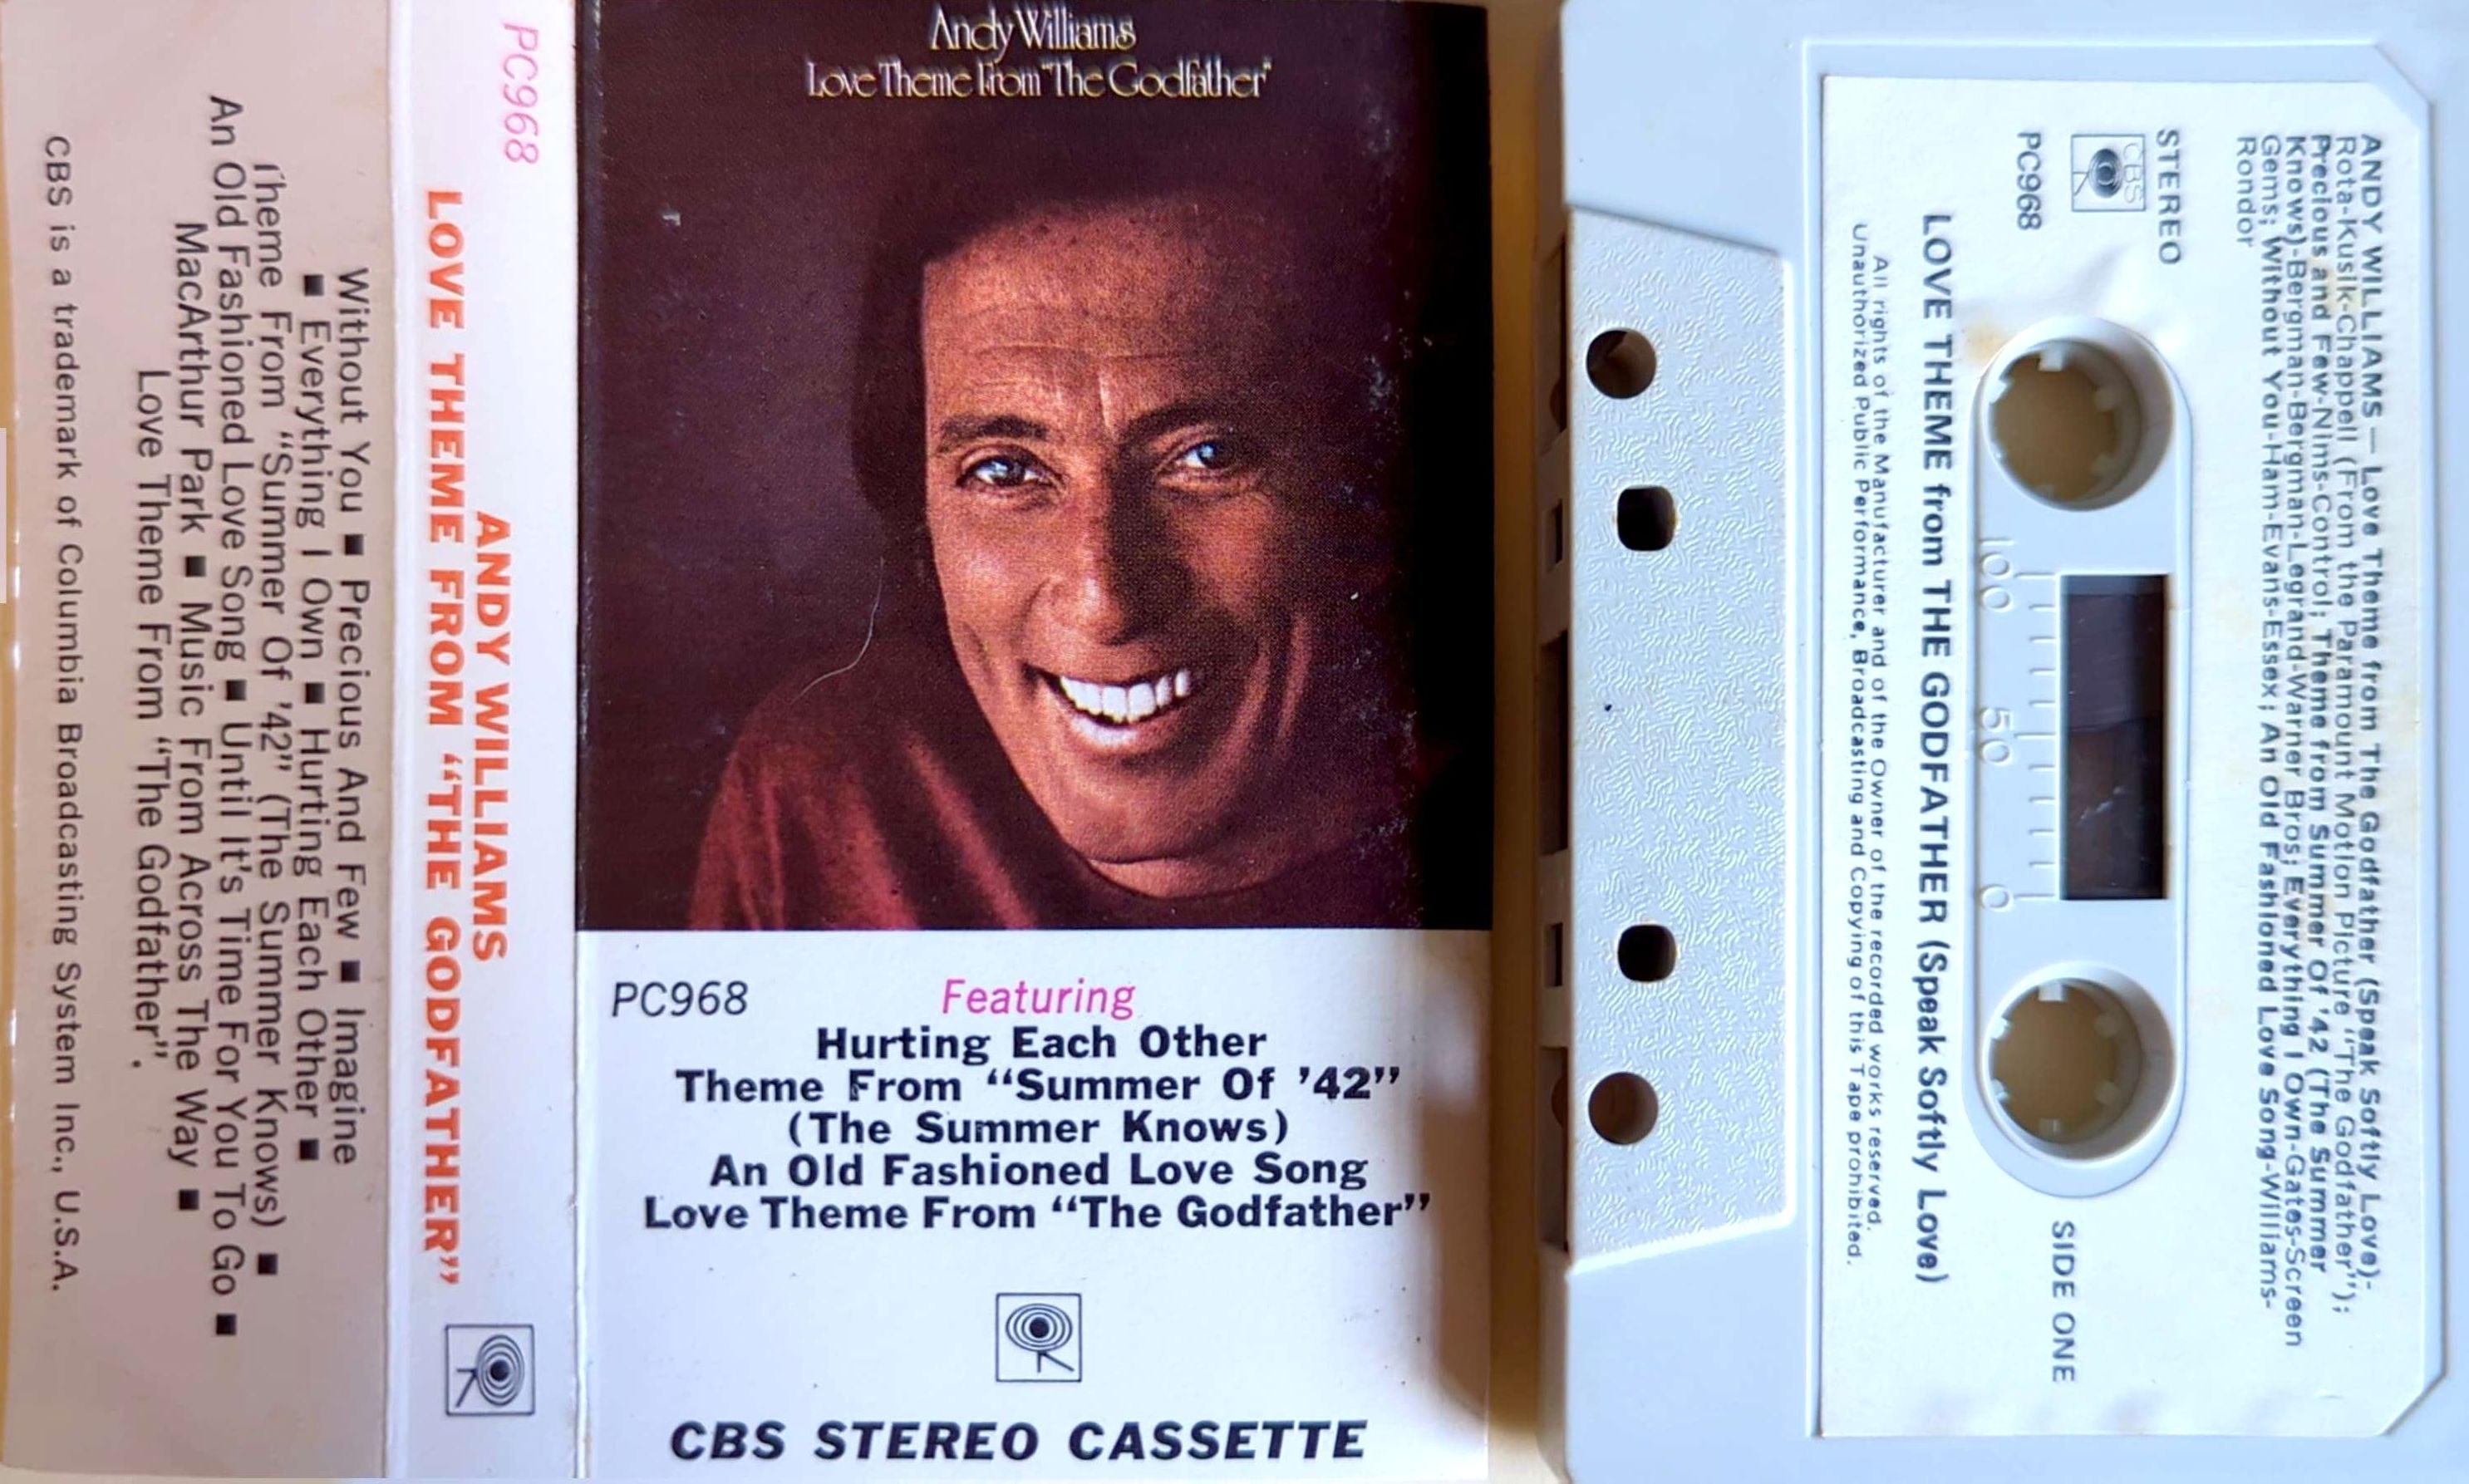 Without You ■ Precious And Few ■ Imagine
■ Everything I Own ■ Hurting Each Other ■
Theme From “Summer Of ’42” (The Summer Knows) ■
An Old Fashioned Love Song ■ Until It's Time For You To Go ■
MacArthur Park ■ Music From Across The Way ■
Love Theme From “The Godfather”.
CBS is a trademark of Columbia Broadcasting System Inc., U.S.A.
PC968
ANDY WILLIAMS
LOVE THEME FROM “THE GODFATHER”
Andy Williams
Love Theme From "The Godfather"
PC968
Featuring
Hurting Each Other
Theme From “Summer Of ’42”
(The Summer Knows)
An Old Fashioned Love Song
Love Theme From “The Godfather”
CBS STEREO CASSETTE
ANDY WILLIAMS— Love Theme from The Godfather (Speak Softly Love)-
Rota-Kusik-Chappell (From the Paramount Motion Picture “The Godfather”);
Precious and Few-Nims-Control; Theme from Summer Of '42 (The Summer
Knows)-Bergman-Bergman-Legrand-Warner Bros; Everything I Own-Gates-Screen
Gems; Without You-Ham-Evans-Essex; An Old Fashioned Love Song-Williams-
Rondor
STEREO
CBS
PC968
100 50 0
SIDE ONE
LOVE THEME from THE GODFATHER (Speak Softly Love)
All rights of the Manufacturer and of the Owner of the recorded works reserved.
Unauthorized Public Performance, Broadcasting and Copying of this Tape prohibited.